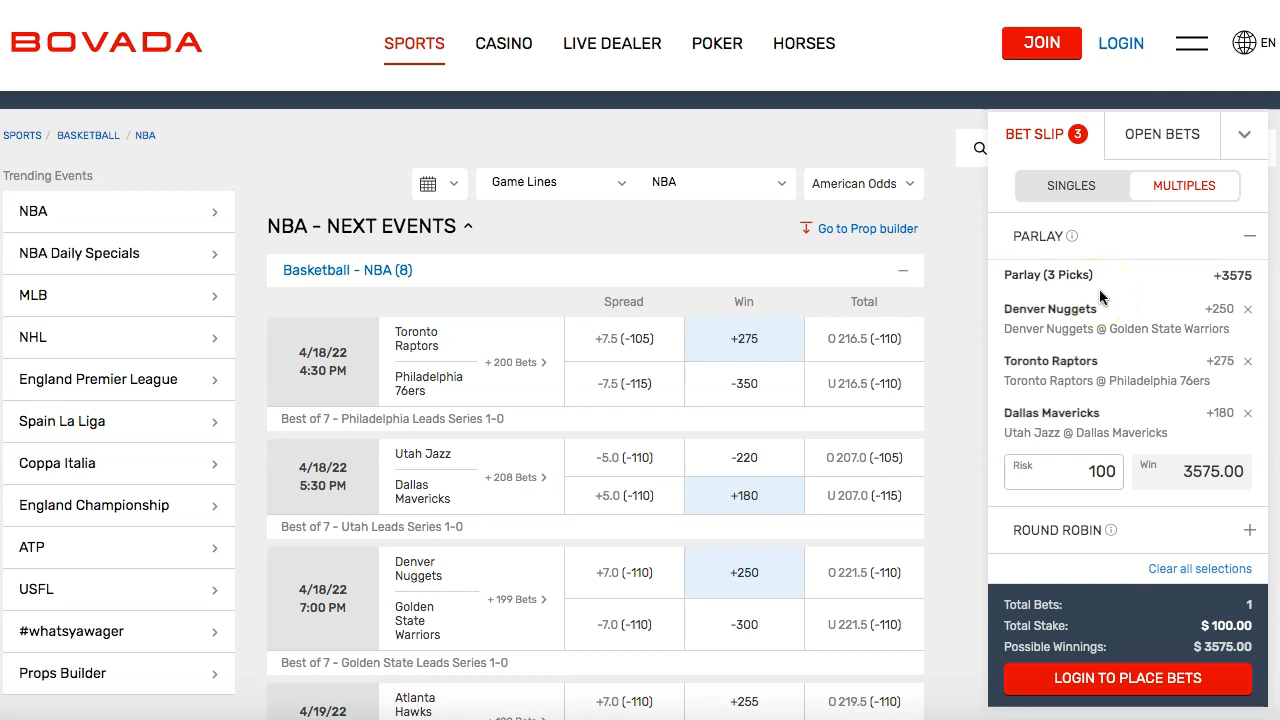 BOVADA
SPORTS CASINO LIVE DEALER POKER HORSES
JOIN LOGIN EN
SPORTS / BASKETBALL / NBA
Trending Events
NBA
NBA Daily Specials
MLB
NHL
England Premier League
Spain La Liga
Coppa Italia
England Championship
ATP
USFL
#whatsyawager
Props Builder
Game Lines NBA American Odds
NBA - NEXT EVENTS
Go to Prop builder
Basketball - NBA (8)
Spread Win Total
4/18/22
4:30 PM
Toronto
Raptors
Philadelphia
76ers
+ 200 Bets
+7.5 (-105) +275 O 216.5 (-110)
-7.5 (-115) -350 U 216.5 (-110)
Best of 7 - Philadelphia Leads Series 1-0
4/18/22
5:30 PM
Utah Jazz
Dallas
Mavericks
+ 208 Bets
-5.0 (-110) -220 O 207.0 (-105)
+5.0 (-110) +180 U 207.0 (-115)
Best of 7 - Utah Leads Series 1-0
4/18/22
7:00 PM
Denver
Nuggets
Golden
State
Warriors
+ 199 Bets
+7.0 (-110) +250 O 221.5 (-110)
-7.0 (-110) -300 U 221.5 (-110)
Best of 7 - Golden State Leads Series 1-0
4/19/22
Atlanta
Hawks
+7.0 (-110) +255 O 219.5 (-110)
BET SLIP 3 OPEN BETS
SINGLES MULTIPLES
PARLAY
Parlay (3 Picks) +3575
Denver Nuggets +250
Denver Nuggets @ Golden State Warriors
Toronto Raptors +275
Toronto Raptors @ Philadelphia 76ers
Dallas Mavericks +180
Utah Jazz @ Dallas Mavericks
Risk 100 Win 3575.00
ROUND ROBIN
Clear all selections
Total Bets: 1
Total Stake: $ 100.00
Possible Winnings: $ 3575.00
LOGIN TO PLACE BETS